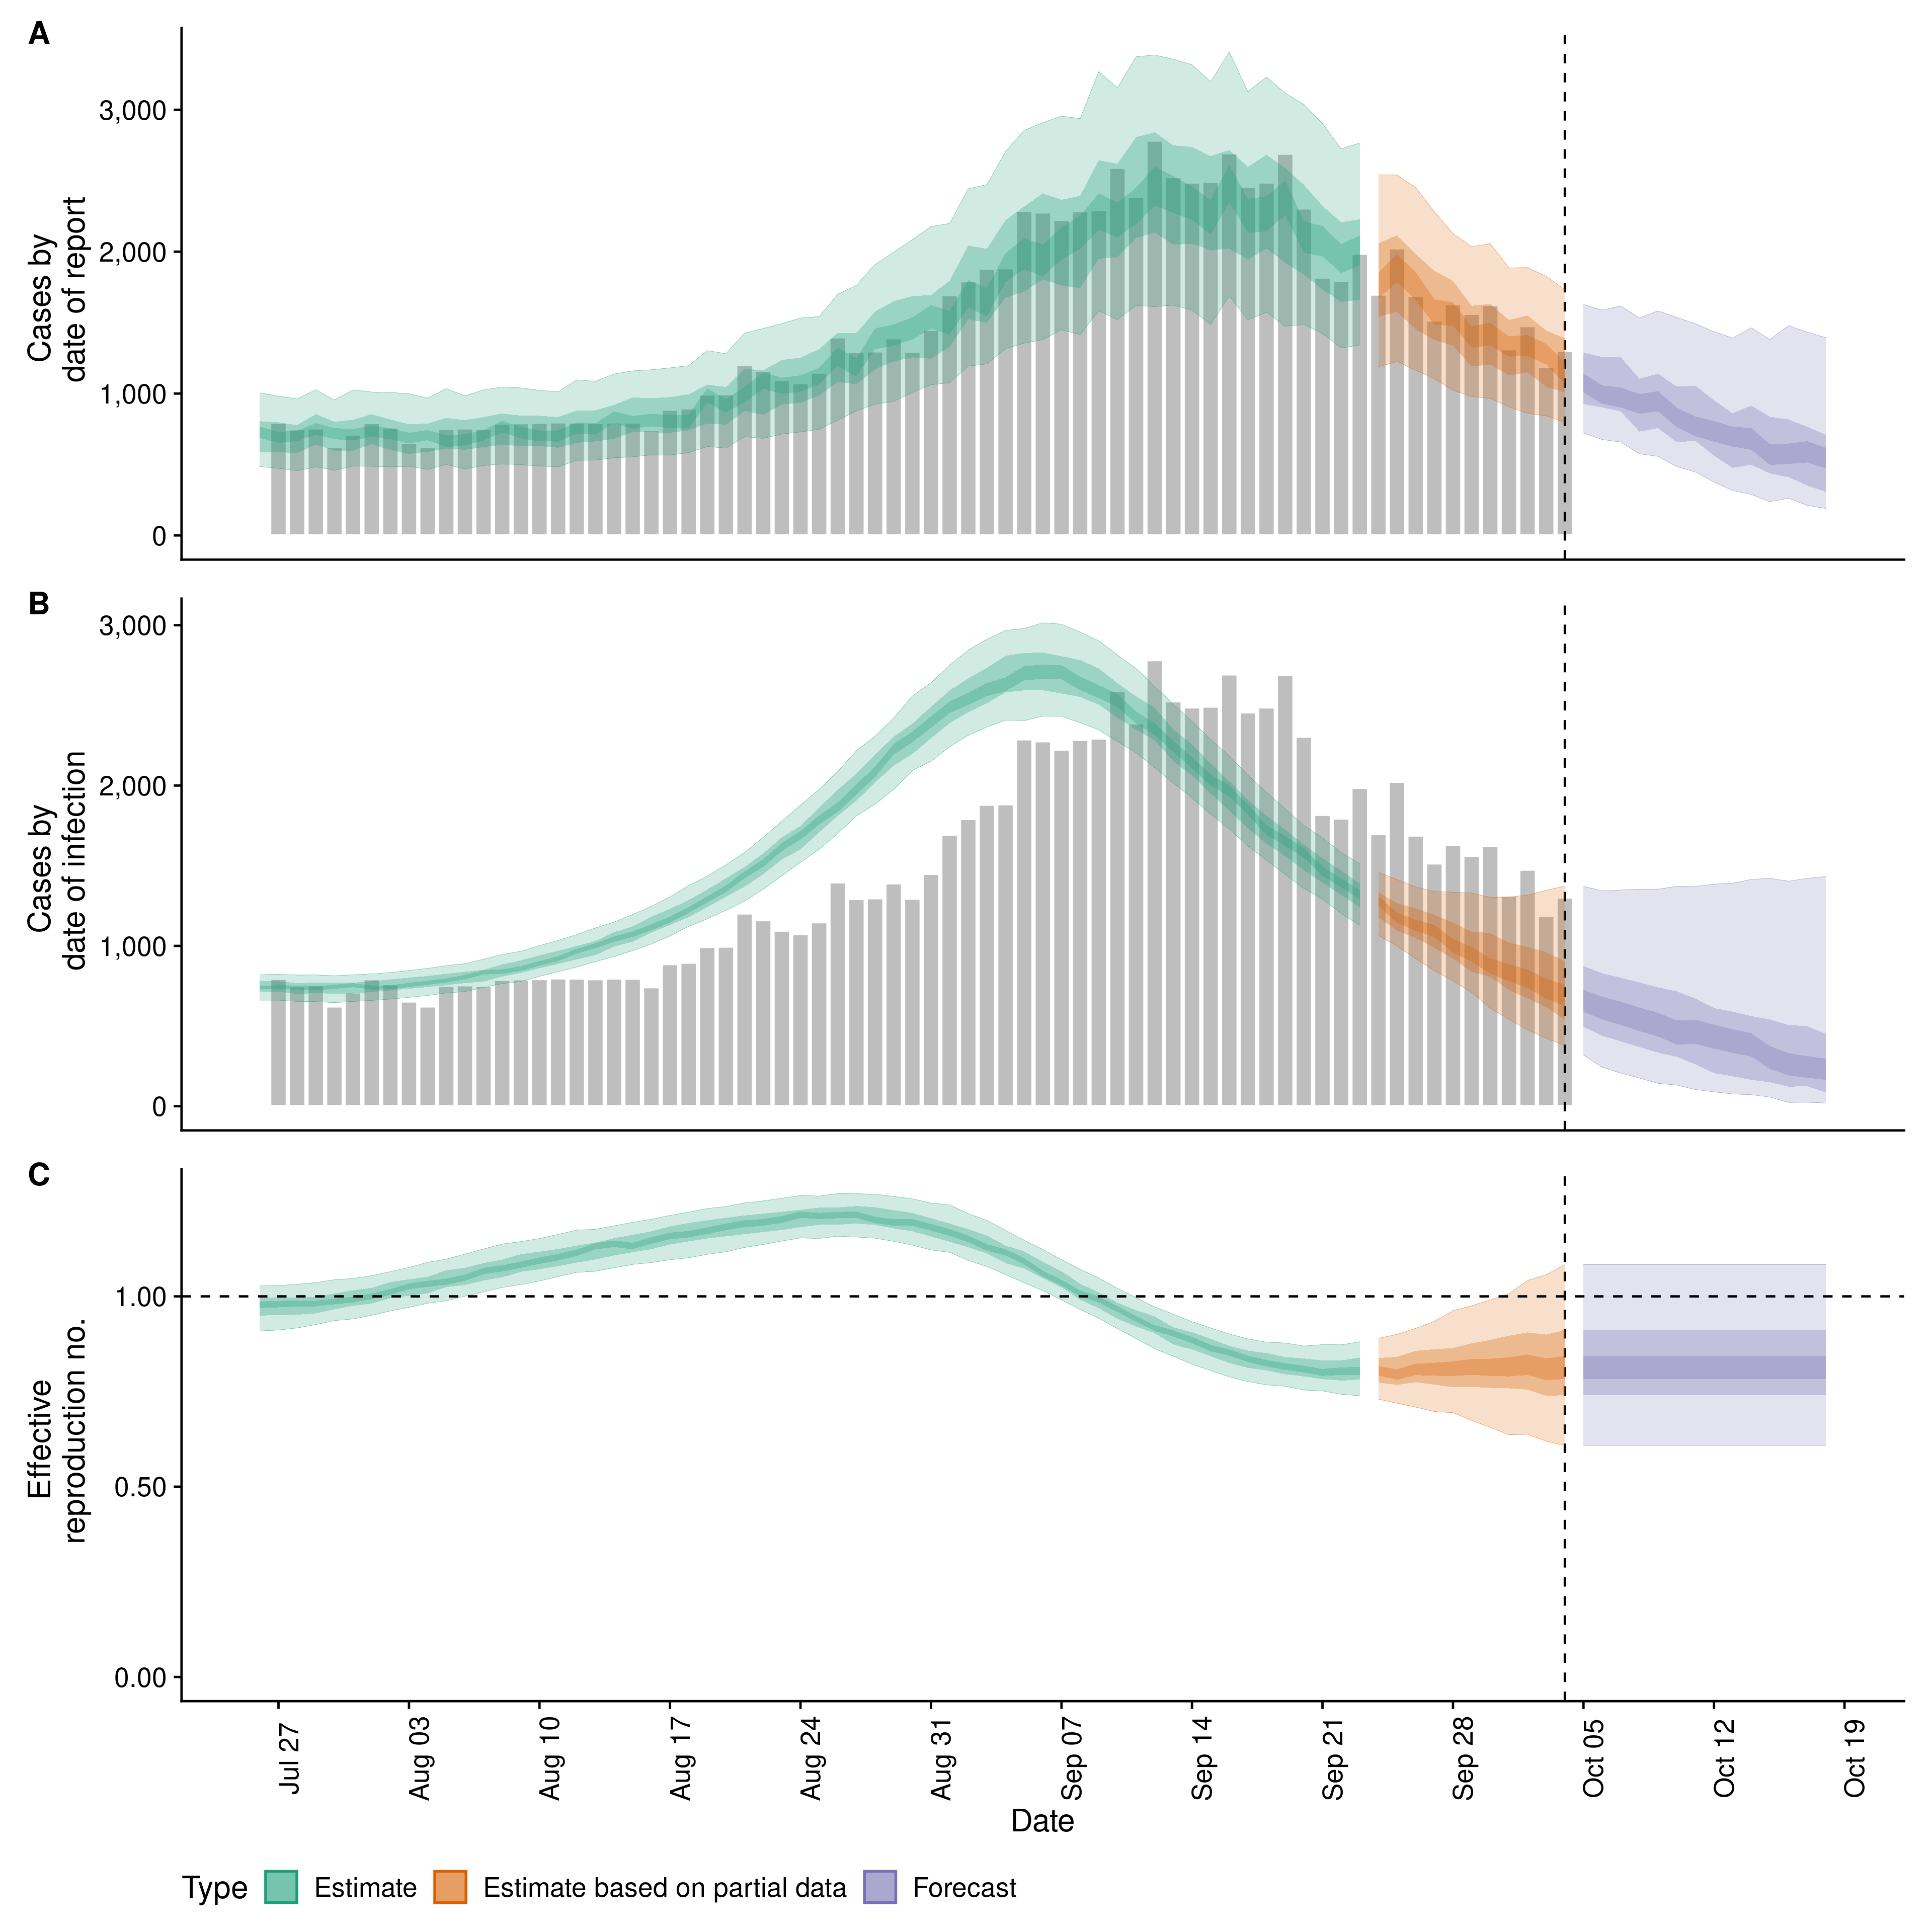 A
Cases by
date of report
3,000
2,000
1,000
0
B
Cases by
date of infection
3,000
2,000
1,000
0
C
Effective
reproduction no.
1.00
0.50
0.00
Jul 27
Aug 03
Aug 10
Aug 17
Aug 24
Aug 31
Sep 07
Sep 14
Sep 21
Sep 28
Oct 05
Oct 12
Oct 19
Date
Type Estimate Estimate based on partial data Forecast